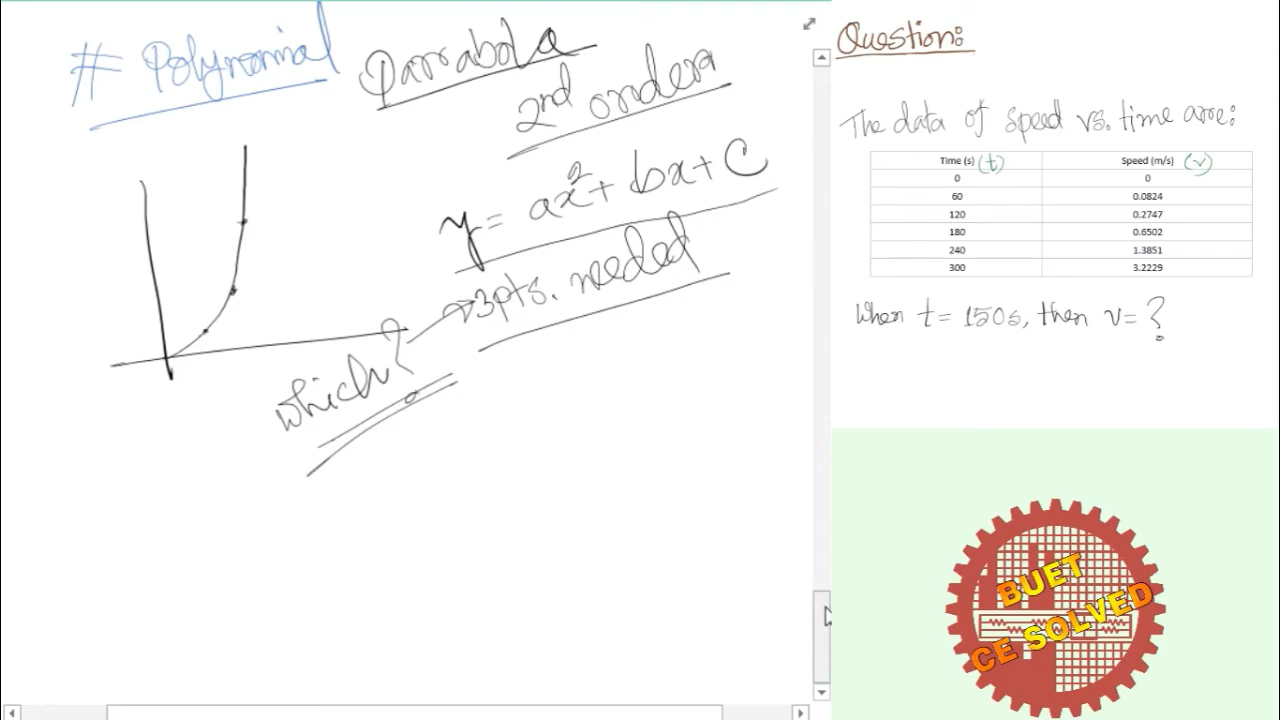 # Polynomial Parrabola
2nd orderr
y = ax² + bx + c
→ 3pts. needed
which?
Question:
The data of speed vs. time are:
Time (s) (t) Speed (m/s) (v)
0 0
60 0.0824
120 0.2747
180 0.6502
240 1.3851
300 3.2229
When t = 150s, then v = ?
BUET
CE SOLVED